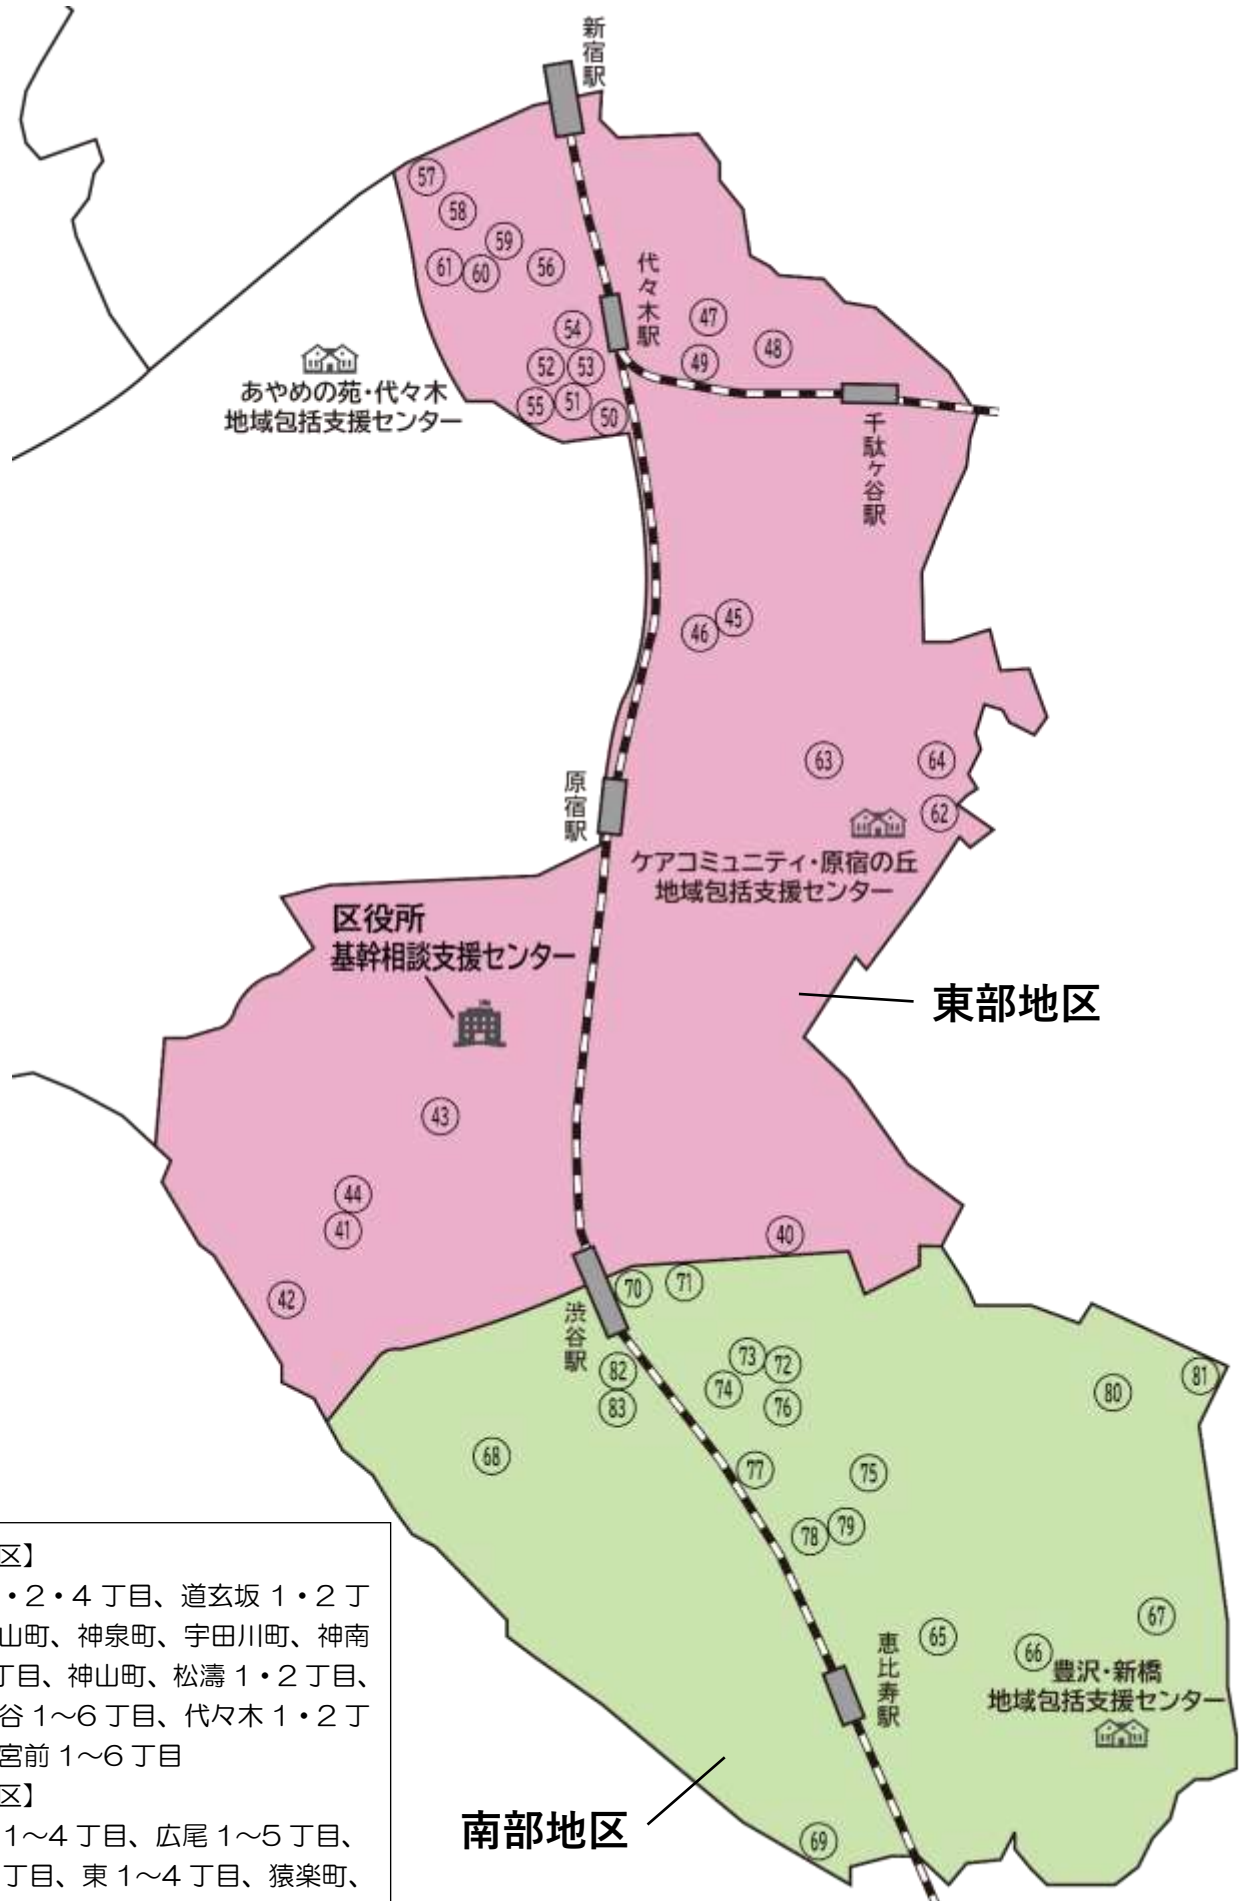 新宿駅
57
58
59
61
60
56
代々木駅
47
54
48
49
52
53
あやめの苑・代々木
地域包括支援センター
55
51
50
千駄ヶ谷駅
45
46
63
64
原宿駅
62
ケアコミュニティ・原宿の丘
地域包括支援センター
区役所
基幹相談支援センター
東部地区
43
44
41
40
42
70
71
渋谷駅
73
72
82
74
76
83
80
81
68
77
75
78
79
67
65
66
恵比寿駅
豊沢・新橋
地域包括支援センター
南部地区
69
区】
・2・4丁目、道玄坂 1・2 丁
山町、神泉町、宇田川町、神南
丁目、神山町、松濤 1・2 丁目、
谷 1～6 丁目、代々木 1・2 丁
宮前 1～6 丁目
区】
1～4 丁目、広尾 1～5 丁目、
丁目、東 1～4 丁目、猿楽町、